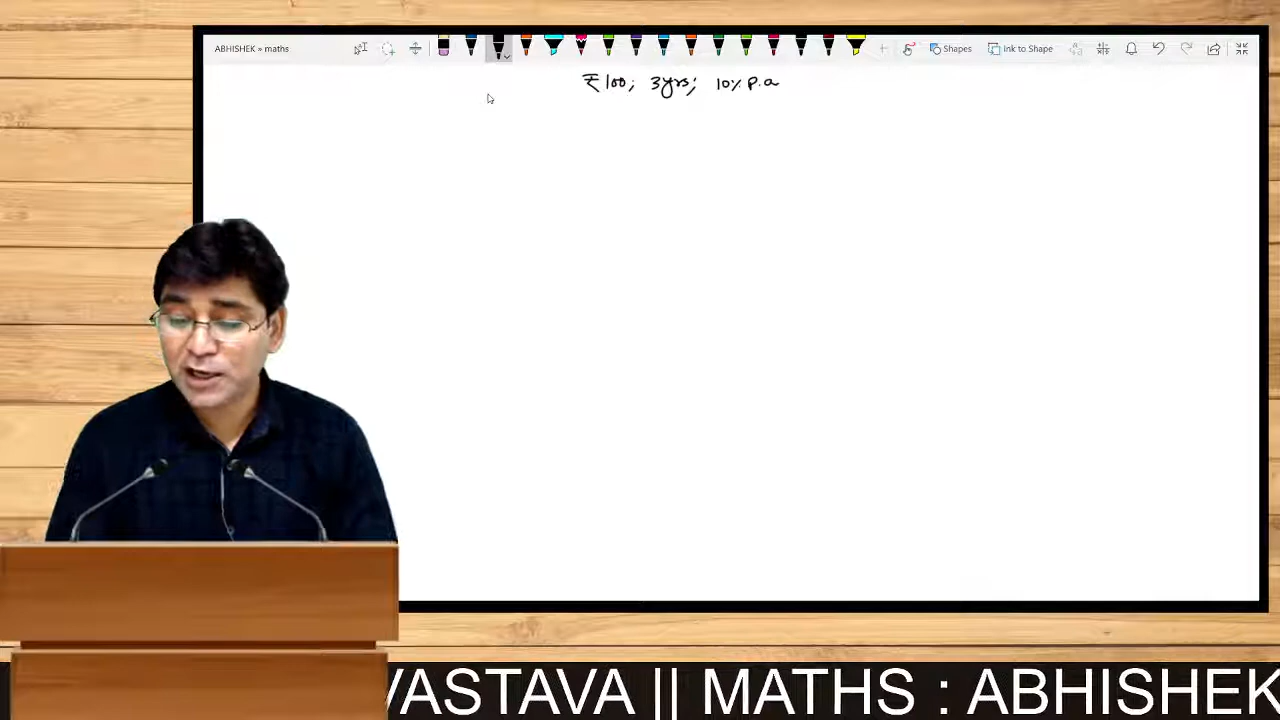 ABHISHEK » maths
Shapes
Ink to Shape
₹100; 3yrs; 10% p.a
VASTAVA || MATHS : ABHISHEK